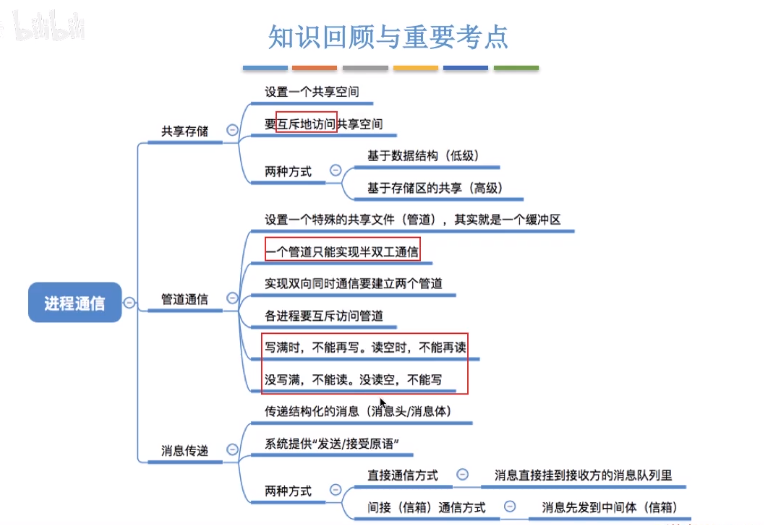 bilibili
知识回顾与重要考点
进程通信
共享存储
设置一个共享空间
要互斥地访问共享空间
两种方式
基于数据结构（低级）
基于存储区的共享（高级）
管道通信
设置一个特殊的共享文件（管道），其实就是一个缓冲区
一个管道只能实现半双工通信
实现双向同时通信要建立两个管道
各进程要互斥访问管道
写满时，不能再写。读空时，不能再读
没写满，不能读。没读空，不能写
消息传递
传递结构化的消息（消息头/消息体）
系统提供“发送/接受原语”
两种方式
直接通信方式
消息直接挂到接收方的消息队列里
间接（信箱）通信方式
消息先发到中间体（信箱）